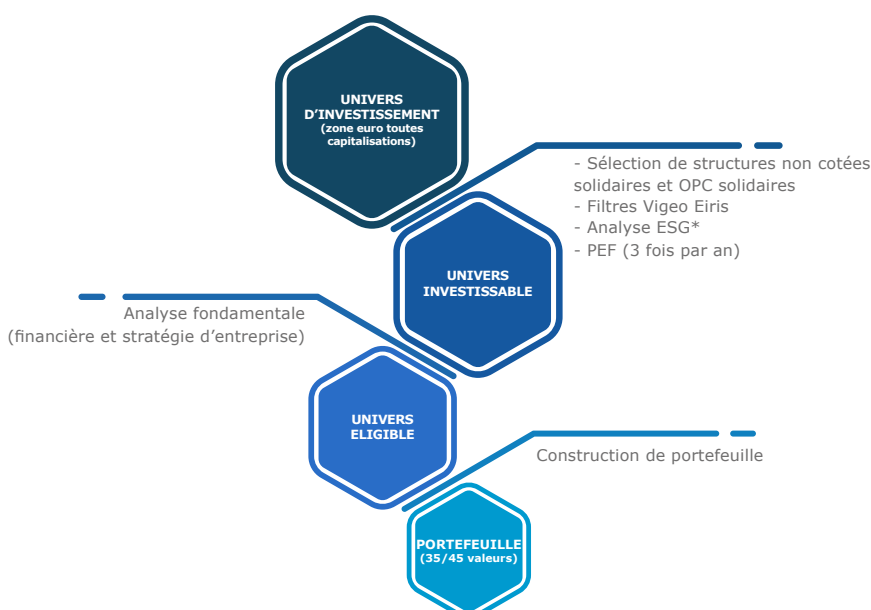 UNIVERS
D'INVESTISSEMENT
(zone euro toutes
capitalisations)
- Sélection de structures non cotées
solidaires et OPC solidaires
- Filtres Vigeo Eiris
- Analyse ESG*
- PEF (3 fois par an)
UNIVERS
INVESTISSABLE
Analyse fondamentale
(financière et stratégie d'entreprise)
UNIVERS
ELIGIBLE
Construction de portefeuille
PORTEFEUILLE
(35/45 valeurs)